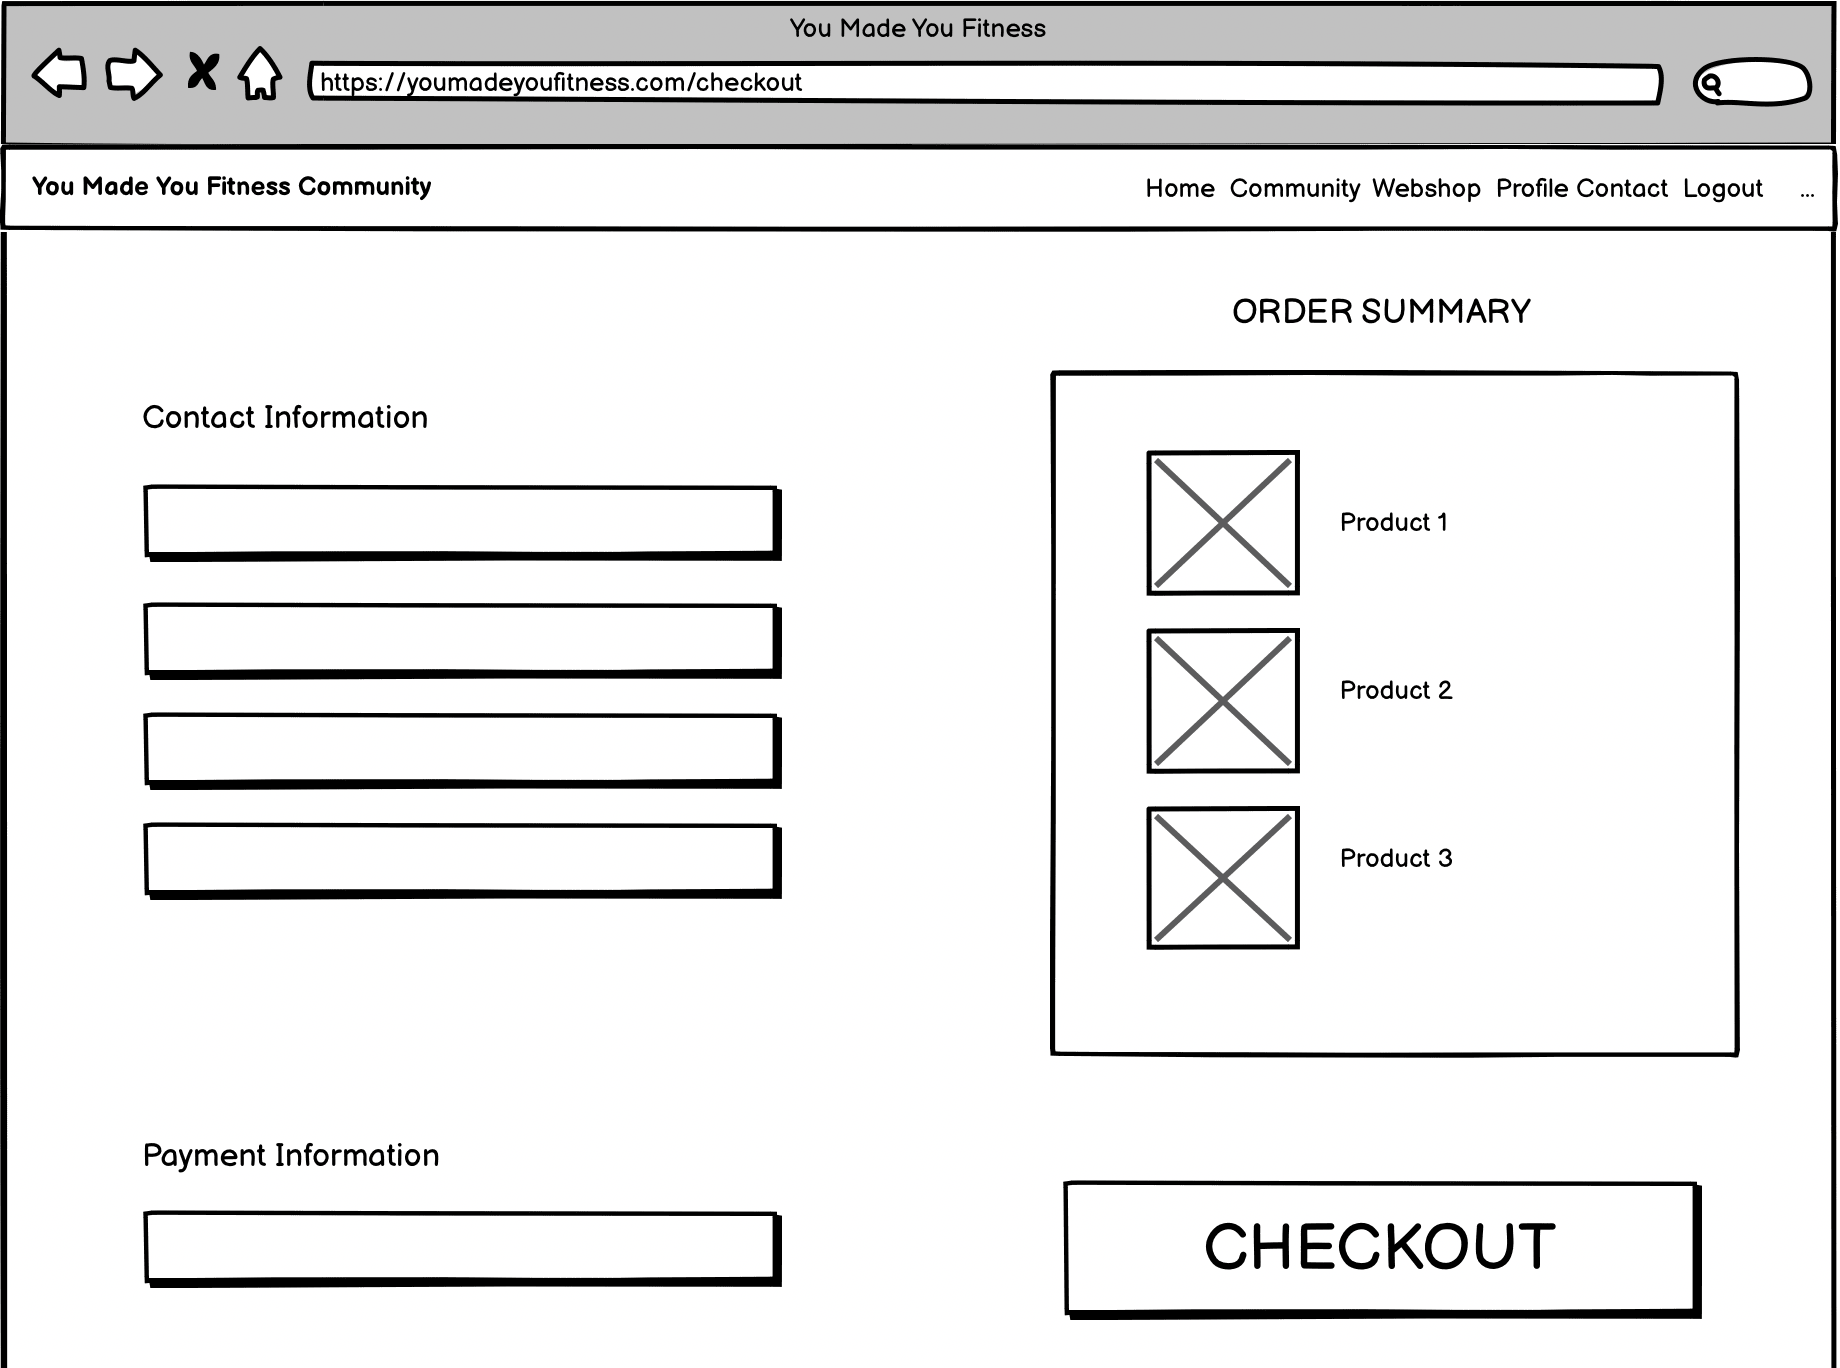 You Made You Fitness
https://youmadeyoufitness.com/checkout
You Made You Fitness Community
Home Community Webshop Profile Contact Logout ...
ORDER SUMMARY
Contact Information
Product 1
Product 2
Product 3
Payment Information
CHECKOUT